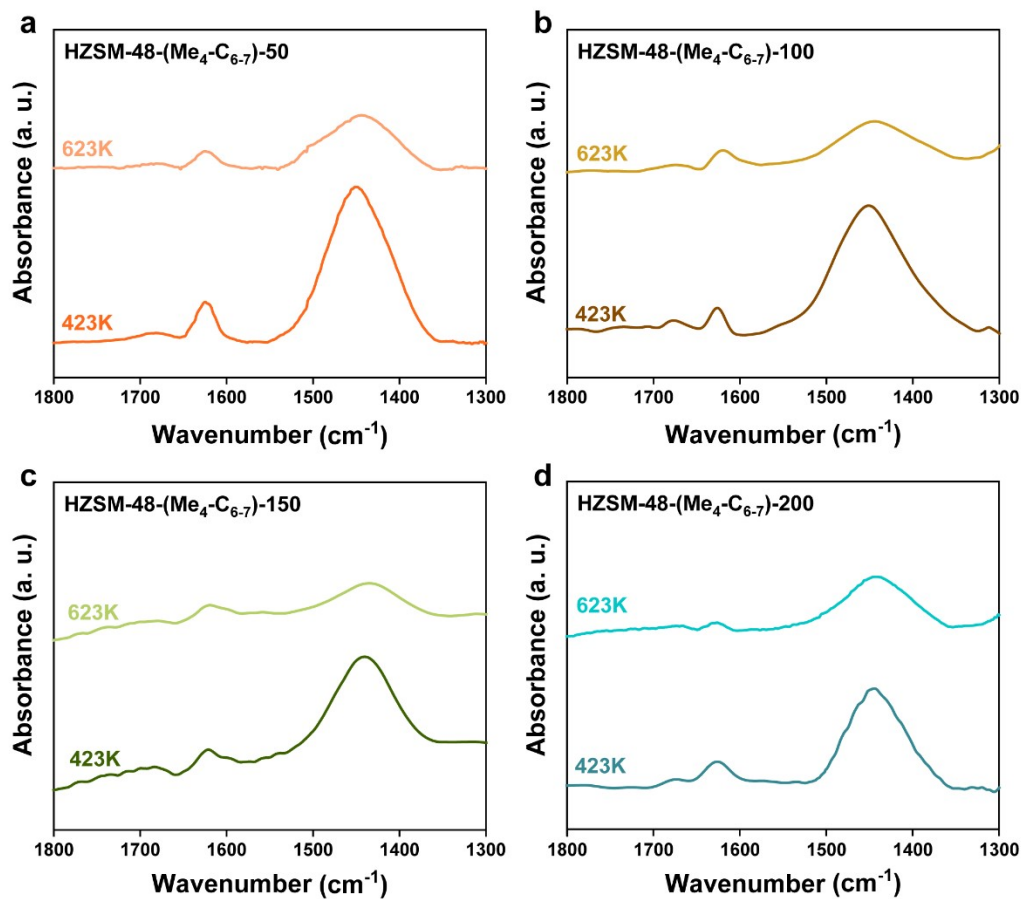 a
HZSM-48-(Me₄-C₆₋₇)-50
623K
423K
Absorbance (a. u.)
1800 1700 1600 1500 1400 1300
Wavenumber (cm⁻¹)
b
HZSM-48-(Me₄-C₆₋₇)-100
623K
423K
Absorbance (a. u.)
1800 1700 1600 1500 1400 1300
Wavenumber (cm⁻¹)
c
HZSM-48-(Me₄-C₆₋₇)-150
623K
423K
Absorbance (a. u.)
1800 1700 1600 1500 1400 1300
Wavenumber (cm⁻¹)
d
HZSM-48-(Me₄-C₆₋₇)-200
623K
423K
Absorbance (a. u.)
1800 1700 1600 1500 1400 1300
Wavenumber (cm⁻¹)